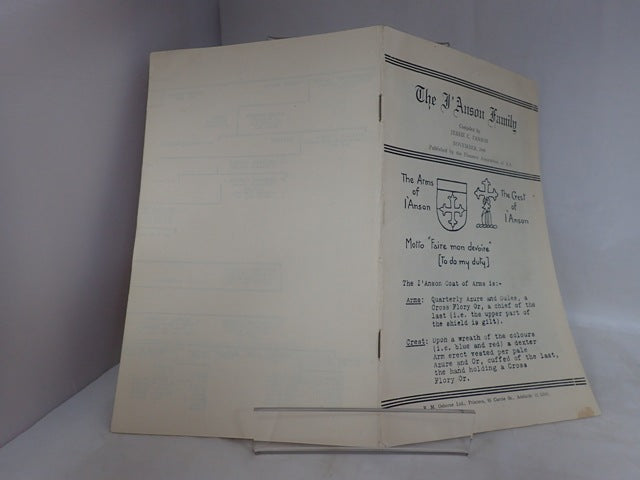 The I'Anson Family
Compiled by
Published by the
The Arms
of
I'Anson
The Crest
of
I'Anson
Motto "Faire mon devoire"
[To do my duty]
The I'Anson Coat of Arms is:-
Arms: Quarterly Azure and Gules, a
Cross Flory Or, a chief of the
last (i.e. the upper part of
the shield is gilt).
Crest: Upon a wreath of the colours
(i.e. blue and red) a dexter
Arm erect vested per pale
Azure and Or, cuffed of the last,
the hand holding a Cross
Flory Or.
Osborne Ltd., Printers,